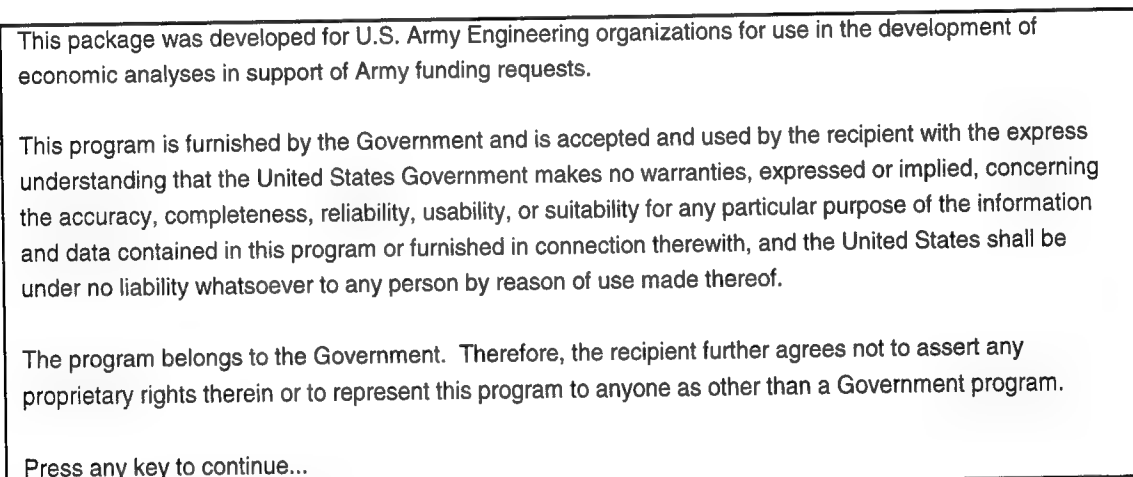 This package was developed for U.S. Army Engineering organizations for use in the development of
economic analyses in support of Army funding requests.
This program is furnished by the Government and is accepted and used by the recipient with the express
understanding that the United States Government makes no warranties, expressed or implied, concerning
the accuracy, completeness, reliability, usability, or suitability for any particular purpose of the information
and data contained in this program or furnished in connection therewith, and the United States shall be
under no liability whatsoever to any person by reason of use made thereof.
The program belongs to the Government. Therefore, the recipient further agrees not to assert any
proprietary rights therein or to represent this program to anyone as other than a Government program.
Press any key to continue...